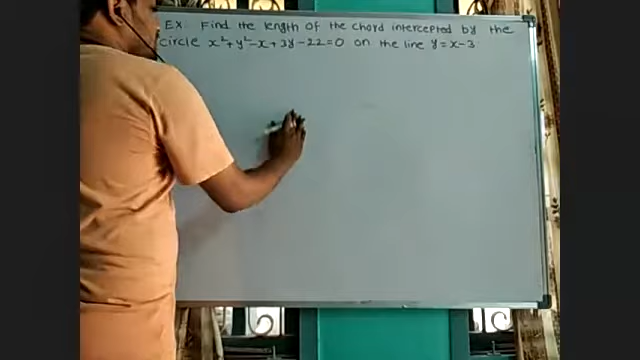 EX. Find the length of the chord intercepted by the
circle x²+y²-x+3y-22=0 on the line y=x-3.